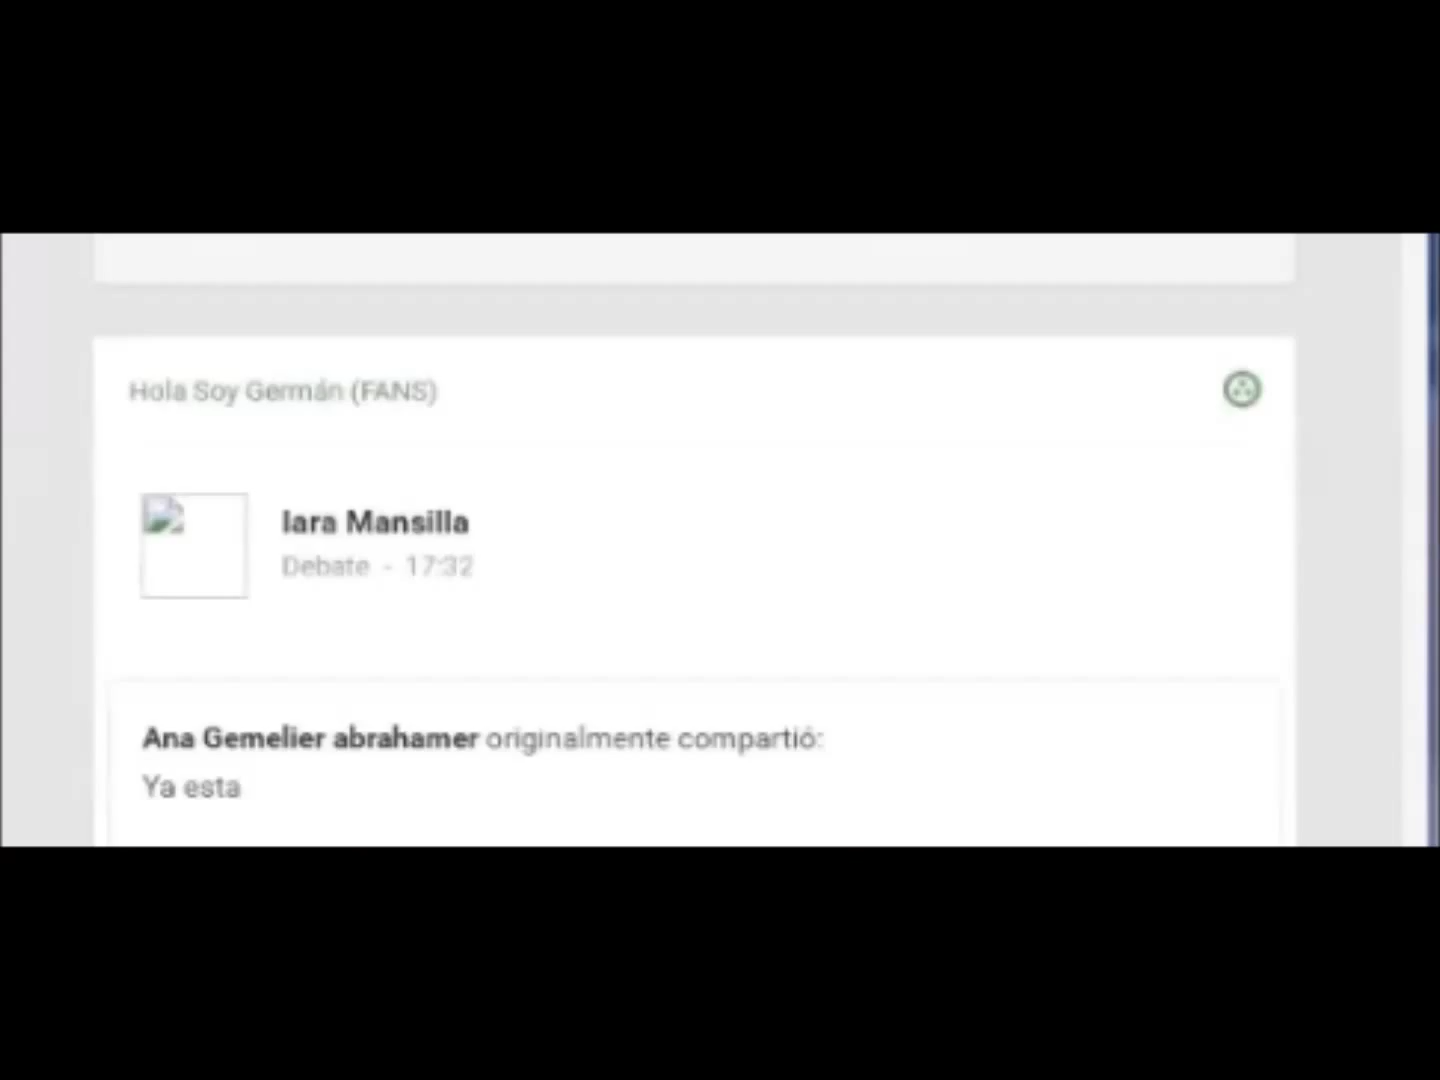 Hola Soy Germán (FANS)
Iara Mansilla
Debate - 17:32
Ana Gemelier abrahamer originalmente compartió:
Ya esta